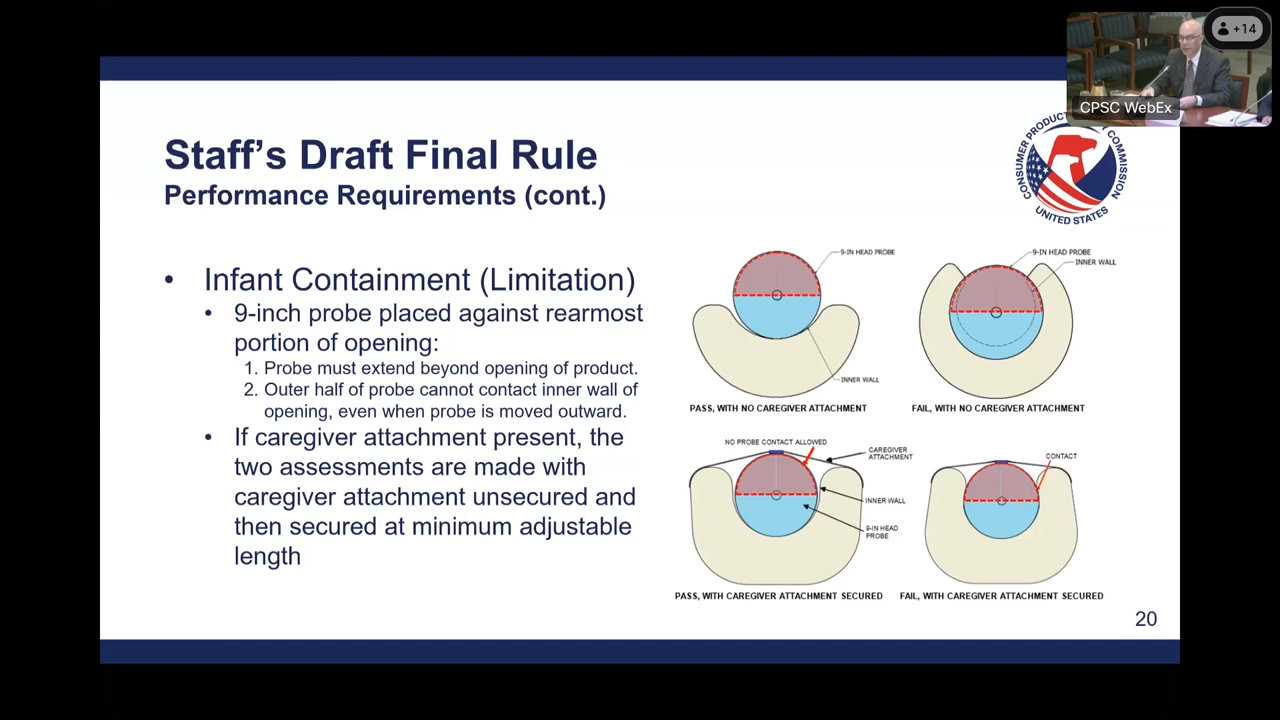 +14
CPSC WebEx
Staff's Draft Final Rule
Performance Requirements (cont.)
CONSUMER PRODUCT COMMISSION
UNITED STATES
• Infant Containment (Limitation)
• 9-inch probe placed against rearmost
portion of opening:
1. Probe must extend beyond opening of product.
2. Outer half of probe cannot contact inner wall of
opening, even when probe is moved outward.
• If caregiver attachment present, the
two assessments are made with
caregiver attachment unsecured and
then secured at minimum adjustable
length
9-IN HEAD PROBE
INNER WALL
PASS, WITH NO CAREGIVER ATTACHMENT
9-IN HEAD PROBE
INNER WALL
FAIL, WITH NO CAREGIVER ATTACHMENT
NO PROBE CONTACT ALLOWED
CAREGIVER
ATTACHMENT
INNER WALL
9-IN HEAD
PROBE
PASS, WITH CAREGIVER ATTACHMENT SECURED
CONTACT
FAIL, WITH CAREGIVER ATTACHMENT SECURED
20